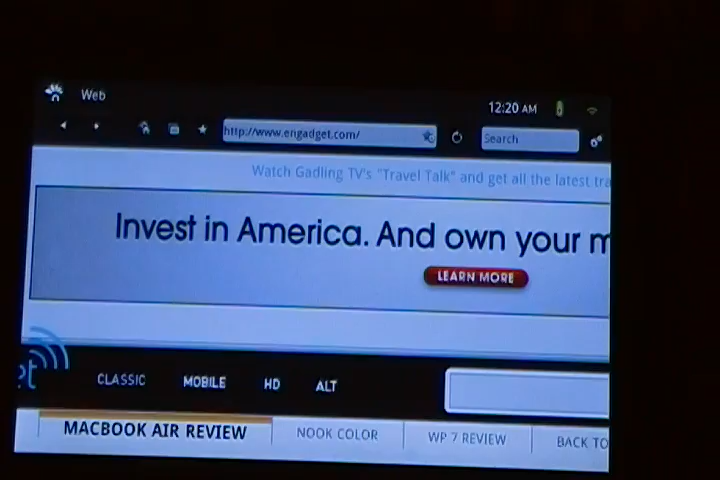 Web
12:20 AM
http://www.engadget.com/
Search
Watch Gadling TV's "Travel Talk" and get all the latest tra
Invest in America. And own your m
LEARN MORE
et
CLASSIC MOBILE HD ALT
MACBOOK AIR REVIEW NOOK COLOR WP 7 REVIEW BACK TO